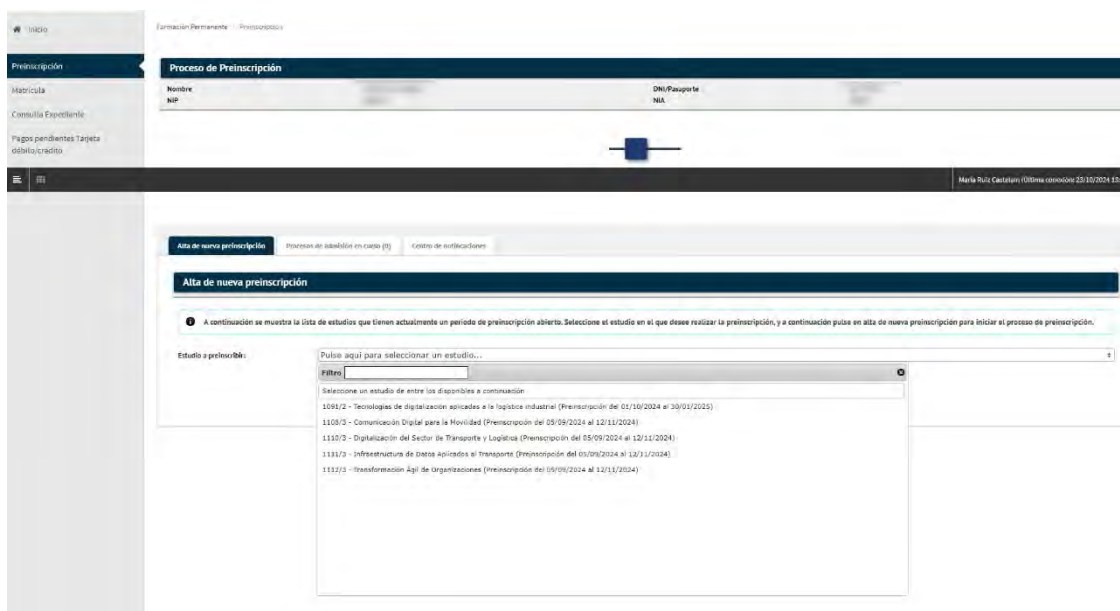 Inicio
Formación Permanente Preinscripción
Preinscripción
Proceso de Preinscripción
Matrícula
Nombre
DNI/Pasaporte
NIP
NIA
Consulta Expediente
Pagos pendientes Tarjeta
débito/crédito
María Ruiz (Última conexión: 23/10/2024
Alta de nueva preinscripción
Procesos de admisión en curso (0)
Centro de notificaciones
Alta de nueva preinscripción
A continuación se muestra la lista de estudios que tienen actualmente un periodo de preinscripción abierto. Seleccione el estudio en el que desee realizar la preinscripción, y a continuación pulse en alta de nueva preinscripción para iniciar el proceso de preinscripción.
Estudio a preinscribir:
Pulse aquí para seleccionar un estudio...
Filtro
Seleccione un estudio de entre los disponibles a continuación
1091/2 - Tecnologías de digitalización aplicadas a la logística industrial (Preinscripción del 01/10/2024 al 30/01/2025)
1108/3 - Comunicación Digital para la Movilidad (Preinscripción del 05/09/2024 al 12/11/2024)
1110/3 - Digitalización del Sector de Transporte y Logística (Preinscripción del 05/09/2024 al 12/11/2024)
1111/3 - Infraestructura de Datos Aplicados al Transporte (Preinscripción del 05/09/2024 al 12/11/2024)
1112/3 - Transformación Ágil de Organizaciones (Preinscripción del 05/09/2024 al 12/11/2024)